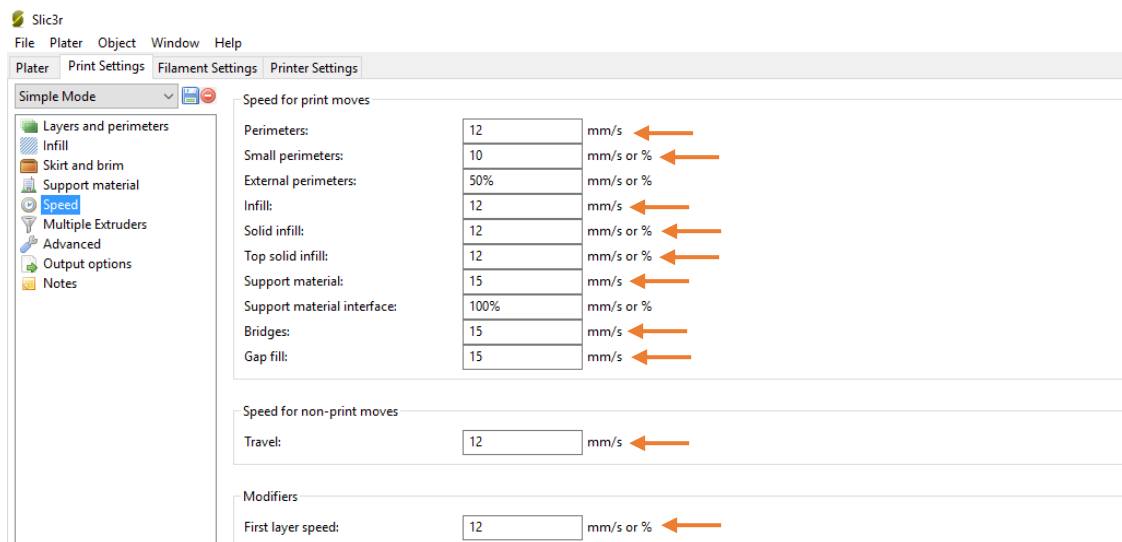 Slic3r
File Plater Object Window Help
Plater Print Settings Filament Settings Printer Settings
Simple Mode
Layers and perimeters
Infill
Skirt and brim
Support material
Speed
Multiple Extruders
Advanced
Output options
Notes
Speed for print moves
Perimeters: 12 mm/s
Small perimeters: 10 mm/s or %
External perimeters: 50% mm/s or %
Infill: 12 mm/s
Solid infill: 12 mm/s or %
Top solid infill: 12 mm/s or %
Support material: 15 mm/s
Support material interface: 100% mm/s or %
Bridges: 15 mm/s
Gap fill: 15 mm/s
Speed for non-print moves
Travel: 12 mm/s
Modifiers
First layer speed: 12 mm/s or %